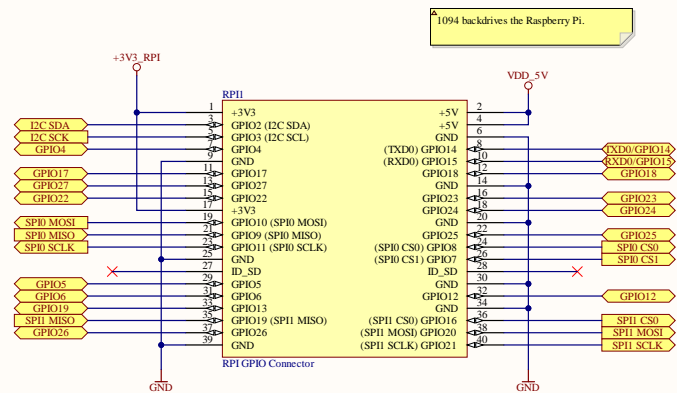 1094 backdrives the Raspberry Pi.
+3V3_RPI
VDD_5V
RPI1
1 +3V3 +5V 2
I2C SDA 3 GPIO2 (I2C SDA) +5V 4
I2C SCK 5 GPIO3 (I2C SCL) GND 6
GPIO4 7 GPIO4 (TXD0) GPIO14 8 TXD0/GPIO14
9 GND (RXD0) GPIO15 10 RXD0/GPIO15
GPIO17 11 GPIO17 GPIO18 12 GPIO18
GPIO27 13 GPIO27 GND 14
GPIO22 15 GPIO22 GPIO23 16 GPIO23
17 +3V3 GPIO24 18 GPIO24
SPI0 MOSI 19 GPIO10 (SPI0 MOSI) GND 20
SPI0 MISO 21 GPIO9 (SPI0 MISO) GPIO25 22 GPIO25
SPI0 SCLK 23 GPIO11 (SPI0 SCLK) (SPI0 CS0) GPIO8 24 SPI0 CS0
25 GND (SPI0 CS1) GPIO7 26 SPI0 CS1
27 ID_SD ID_SD 28
GPIO5 29 GPIO5 GND 30
GPIO6 31 GPIO6 GPIO12 32 GPIO12
GPIO19 33 GPIO13 GND 34
SPI1 MISO 35 GPIO19 (SPI1 MISO) (SPI1 CS0) GPIO16 36 SPI1 CS0
GPIO26 37 GPIO26 (SPI1 MOSI) GPIO20 38 SPI1 MOSI
39 GND (SPI1 SCLK) GPIO21 40 SPI1 SCLK
RPI GPIO Connector
GND GND